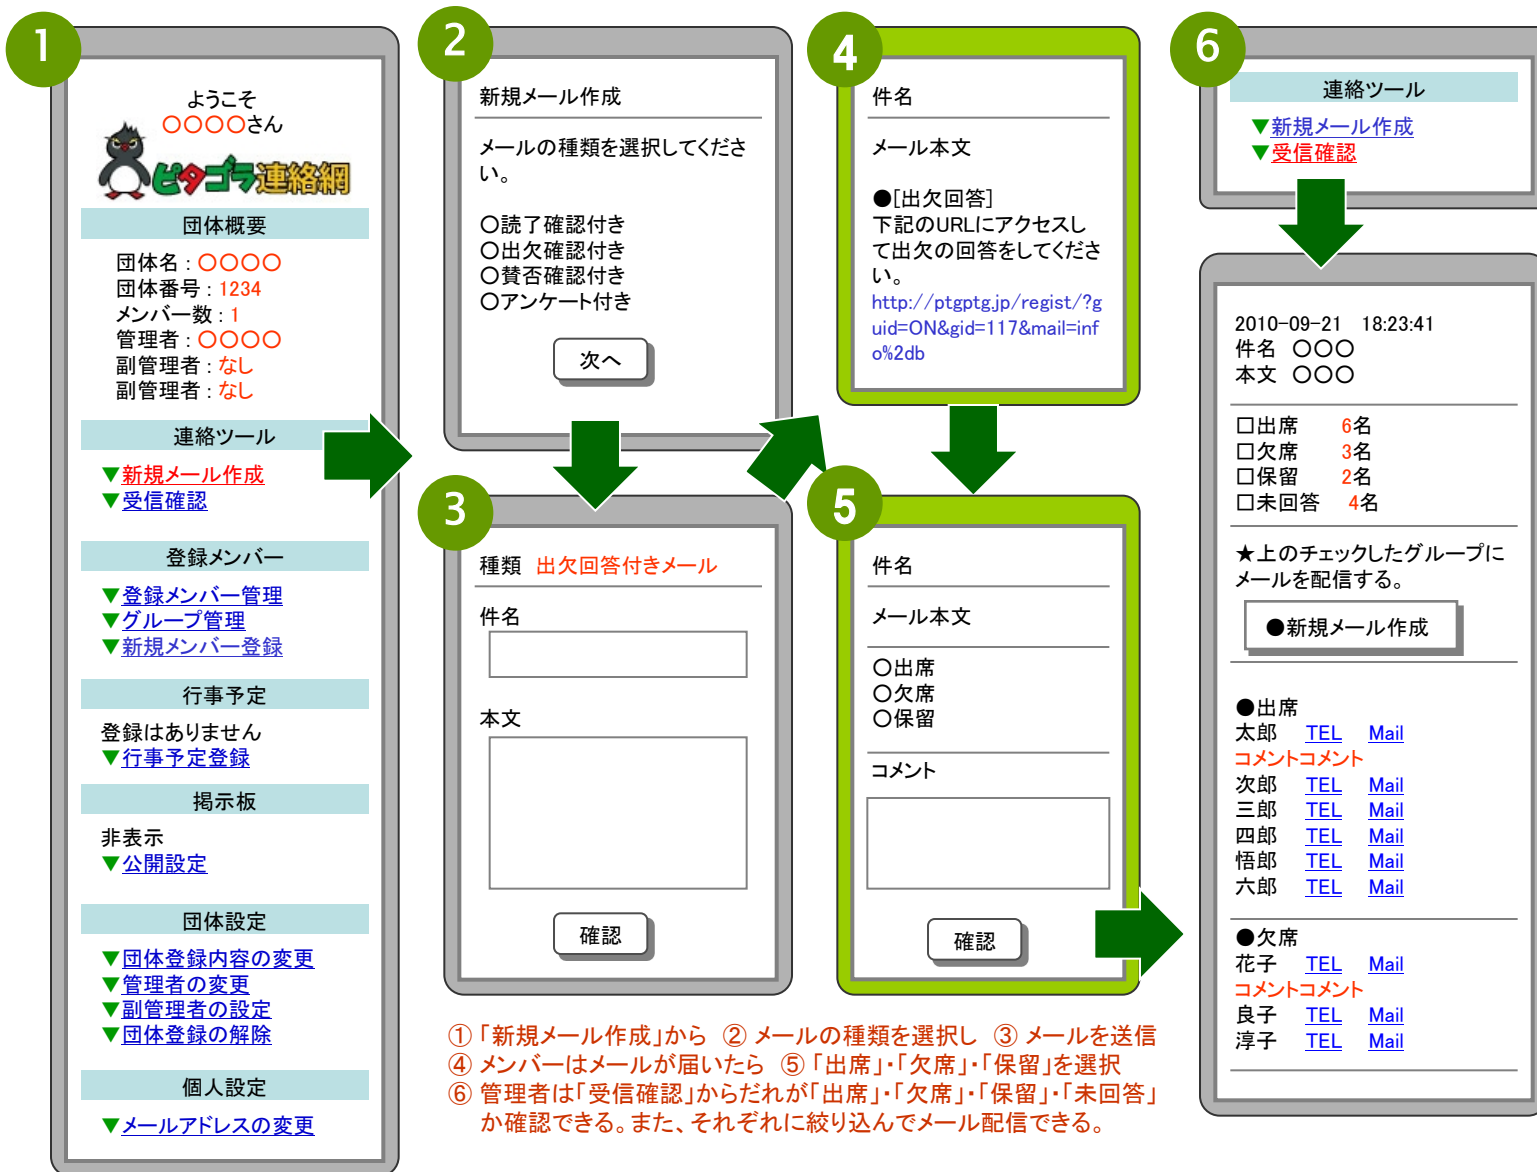 1
ようこそ
〇〇〇〇さん
ピタゴラ連絡網
団体概要
団体名：〇〇〇〇
団体番号：1234
メンバー数：1
管理者：〇〇〇〇
副管理者：なし
副管理者：なし
連絡ツール
▼新規メール作成
▼受信確認
登録メンバー
▼登録メンバー管理
▼グループ管理
▼新規メンバー登録
行事予定
登録はありません
▼行事予定登録
掲示板
非表示
▼公開設定
団体設定
▼団体登録内容の変更
▼管理者の変更
▼副管理者の設定
▼団体登録の解除
個人設定
▼メールアドレスの変更
2
新規メール作成
メールの種類を選択してくださ
い。
〇読了確認付き
〇出欠確認付き
〇賛否確認付き
〇アンケート付き
次へ
3
種類 出欠回答付きメール
件名
本文
確認
4
件名
メール本文
●[出欠回答]
下記のURLにアクセスし
て出欠の回答をしてくださ
い。
http://ptgptg.jp/regist/?g
uid=ON&gid=117&mail=inf
o%2db
5
件名
メール本文
〇出席
〇欠席
〇保留
コメント
確認
6
連絡ツール
▼新規メール作成
▼受信確認
2010-09-21 18:23:41
件名 〇〇〇
本文 〇〇〇
□出席 6名
□欠席 3名
□保留 2名
□未回答 4名
★上のチェックしたグループに
メールを配信する。
●新規メール作成
●出席
太郎 TEL Mail
コメントコメント
次郎 TEL Mail
三郎 TEL Mail
四郎 TEL Mail
悟郎 TEL Mail
六郎 TEL Mail
●欠席
花子 TEL Mail
コメントコメント
良子 TEL Mail
淳子 TEL Mail
①「新規メール作成」から ② メールの種類を選択し ③ メールを送信
④ メンバーはメールが届いたら ⑤「出席」・「欠席」・「保留」を選択
⑥ 管理者は「受信確認」からだれが「出席」・「欠席」・「保留」・「未回答」
か確認できる。また、それぞれに絞り込んでメール配信できる。